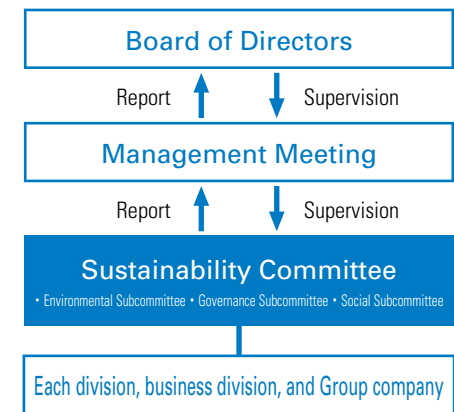 Board of Directors
Report Supervision
Management Meeting
Report Supervision
Sustainability Committee
• Environmental Subcommittee • Governance Subcommittee • Social Subcommittee
Each division, business division, and Group company